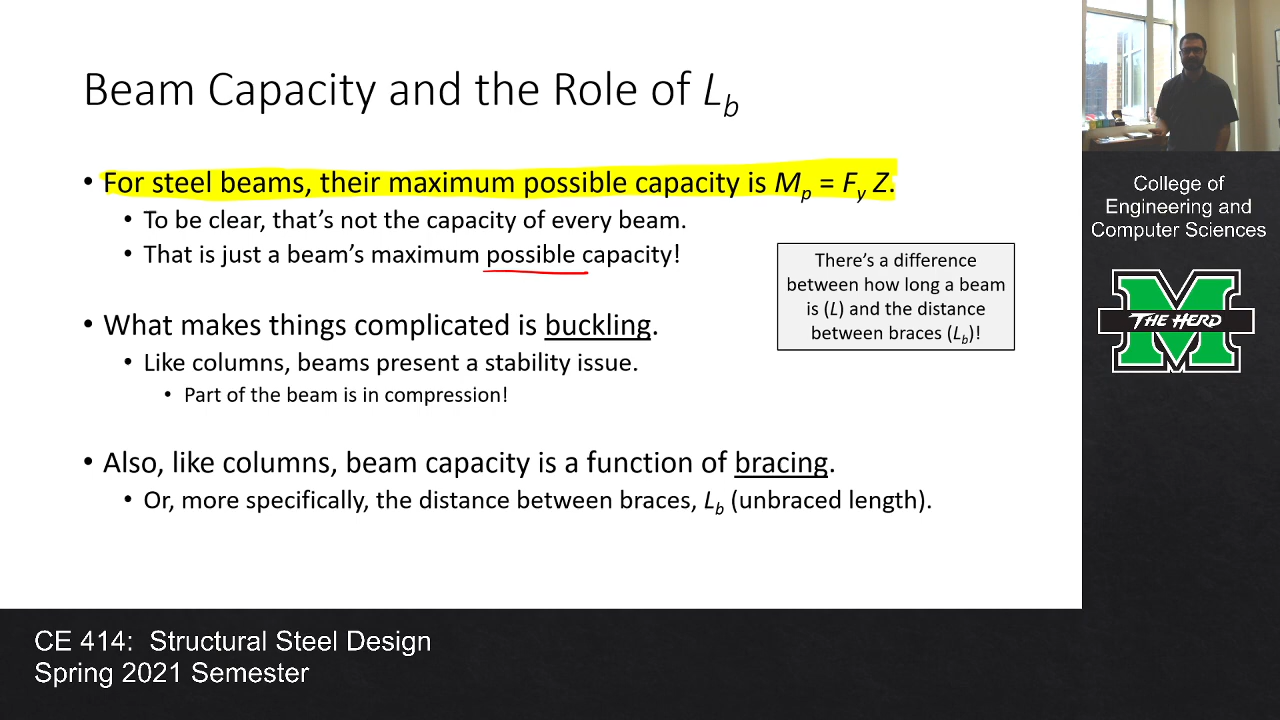 Beam Capacity and the Role of Lb
• For steel beams, their maximum possible capacity is Mp = Fy Z.
• To be clear, that's not the capacity of every beam.
• That is just a beam's maximum possible capacity!
There's a difference
between how long a beam
is (L) and the distance
between braces (Lb)!
• What makes things complicated is buckling.
• Like columns, beams present a stability issue.
• Part of the beam is in compression!
• Also, like columns, beam capacity is a function of bracing.
• Or, more specifically, the distance between braces, Lb (unbraced length).
College of
Engineering and
Computer Sciences
THE HERD
CE 414: Structural Steel Design
Spring 2021 Semester